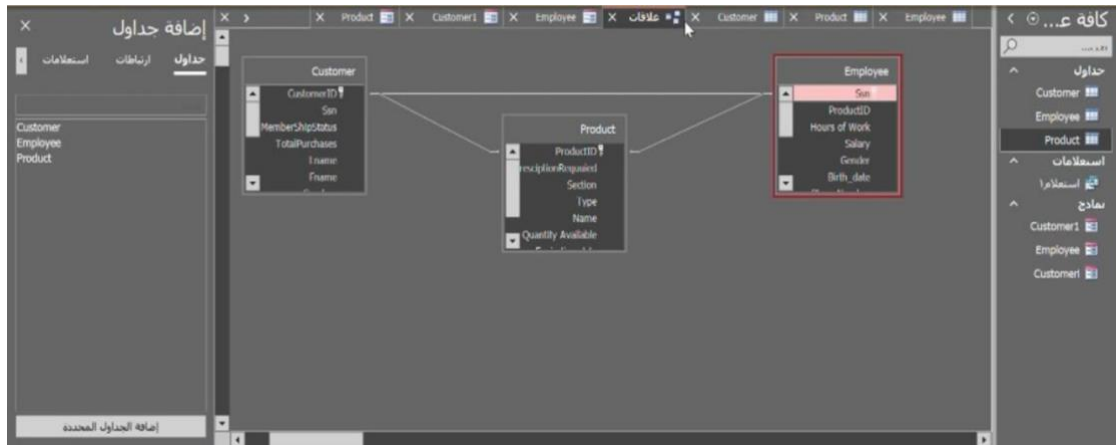 كافة ع...
جداول
Customer
Employee
Product
استعلامات
استعلام1
نماذج
Customer1
Employee
Customer1
Employee
Product
Customer
علاقات
Employee
Customer1
Product
Employee
Ssn
ProductID
Hours of Work
Salary
Gender
Birth_date
Product
ProductID
Section
Type
Name
Quantity Available
Customer
CustomerID
Ssn
MemberShipStatus
TotalPurchases
Lname
Fname
إضافة جداول
جداول
ارتباطات
استعلامات
Customer
Employee
Product
إضافة الجداول المحددة